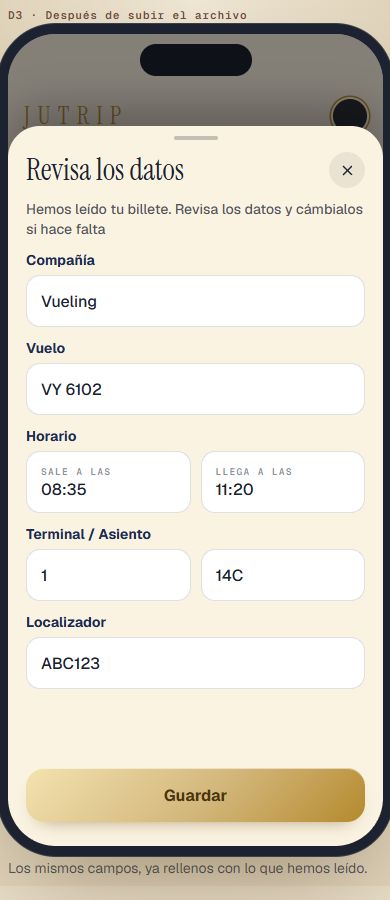 D3 · Después de subir el archivo
JUTRIP
Revisa los datos
×
Hemos leído tu billete. Revisa los datos y cámbialos
si hace falta
Compañía
Vueling
Vuelo
VY 6102
Horario
SALE A LAS
08:35
LLEGA A LAS
11:20
Terminal / Asiento
1
14C
Localizador
ABC123
Guardar
Los mismos campos, ya rellenos con lo que hemos leído.